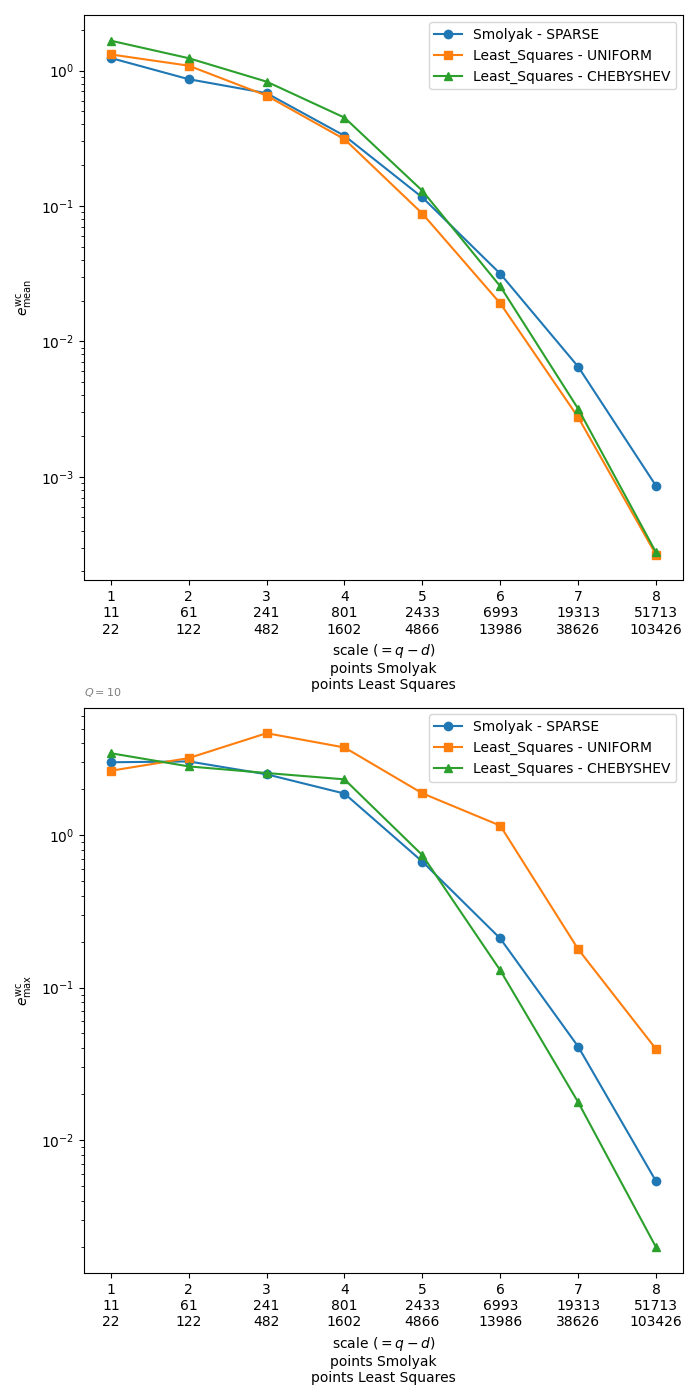 Smolyak - SPARSE
Least_Squares - UNIFORM
Least_Squares - CHEBYSHEV
10⁰
10⁻¹
10⁻²
10⁻³
e^wc_mean
1 2 3 4 5 6 7 8
11 61 241 801 2433 6993 19313 51713
22 122 482 1602 4866 13986 38626 103426
scale (= q − d)
points Smolyak
points Least Squares
Q = 10
Smolyak - SPARSE
Least_Squares - UNIFORM
Least_Squares - CHEBYSHEV
10⁰
10⁻¹
10⁻²
e^wc_max
1 2 3 4 5 6 7 8
11 61 241 801 2433 6993 19313 51713
22 122 482 1602 4866 13986 38626 103426
scale (= q − d)
points Smolyak
points Least Squares